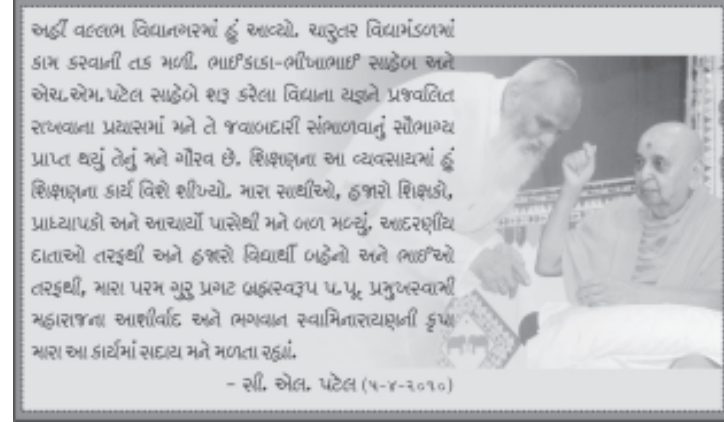 અહીં વલ્લભ વિદ્યાનગરમાં હું આવ્યો. ચારુતર વિદ્યામંડળમાં
કામ કરવાની તક મળી. ભાઈકાકા-ભીખાભાઈ સાહેબ અને
એચ.એમ.પટેલ સાહેબે શરૂ કરેલા વિદ્યાના યજ્ઞને પ્રજવલિત
રાખવાના પ્રયાસમાં મને તે જવાબદારી સંભાળવાનું સૌભાગ્ય
પ્રાપ્ત થયું તેનું મને ગૌરવ છે. શિક્ષણના આ વ્યવસાયમાં હું
શિક્ષણના કાર્ય વિશે શીખ્યો. મારા સાથીઓ, હજારો શિક્ષકો,
પ્રાધ્યાપકો અને આચાર્યો પાસેથી મને બળ મળ્યું. આદરણીય
દાતાઓ તરફથી અને હજારો વિદ્યાર્થી બહેનો અને ભાઈઓ
તરફથી, મારા પરમ ગુરુ પ્રગટ બ્રહ્મસ્વરૂપ પ.પૂ. પ્રમુખસ્વામી
મહારાજના આશીર્વાદ અને ભગવાન સ્વામિનારાયણની કૃપા
મારા આ કાર્યમાં સદાય મને મળતા રહ્યાં.
- સી. એલ. પટેલ (૫-૪-૨૦૧૦)